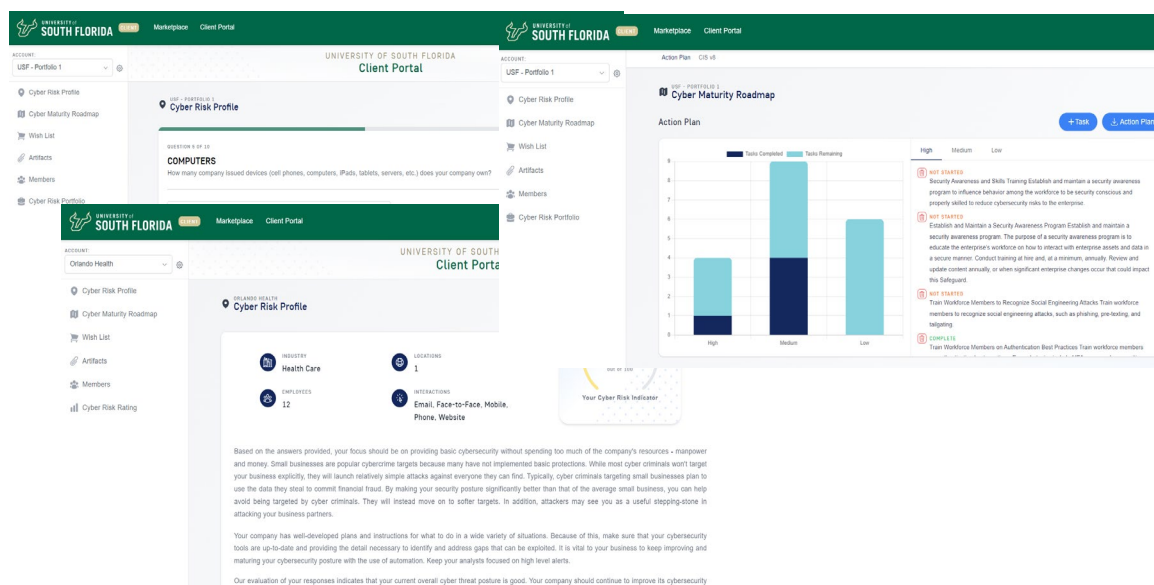 UNIVERSITY of
SOUTH FLORIDA
CLIENT
Marketplace
Client Portal
ACCOUNT:
USF - Portfolio 1
Cyber Risk Profile
Cyber Maturity Roadmap
Wish List
Artifacts
Members
Cyber Risk Portfolio
UNIVERSITY OF SOUTH FLORIDA
Client Portal
USF - PORTFOLIO 1
Cyber Risk Profile
COMPUTERS
How many company issued devices (cell phones, computers, iPads, tablets, servers, etc.) does your company own?
UNIVERSITY of
SOUTH FLORIDA
CLIENT
Marketplace
Client Portal
ACCOUNT:
USF - Portfolio 1
Cyber Risk Profile
Cyber Maturity Roadmap
Wish List
Artifacts
Members
Cyber Risk Portfolio
Action Plan
CIS v8
USF - PORTFOLIO 1
Cyber Maturity Roadmap
Action Plan
+ Task
Action Plan
Tasks Completed
Tasks Remaining
9
8
7
6
5
4
3
2
1
0
High
Medium
Low
High
Medium
Low
NOT STARTED
Security Awareness and Skills Training Establish and maintain a security awareness
program to influence behavior among the workforce to be security conscious and
properly skilled to reduce cybersecurity risks to the enterprise.
NOT STARTED
Establish and Maintain a Security Awareness Program Establish and maintain a
security awareness program. The purpose of a security awareness program is to
educate the enterprise's workforce on how to interact with enterprise assets and data in
a secure manner. Conduct training at hire and, at a minimum, annually. Review and
update content annually, or when significant enterprise changes occur that could impact
this Safeguard.
NOT STARTED
Train Workforce Members to Recognize Social Engineering Attacks Train workforce
members to recognize social engineering attacks, such as phishing, pre-texting, and
tailgating.
COMPLETE
Train Workforce Members on Authentication Best Practices Train workforce members
UNIVERSITY of
SOUTH FLORIDA
CLIENT
Marketplace
Client Portal
ACCOUNT:
Orlando Health
Cyber Risk Profile
Cyber Maturity Roadmap
Wish List
Artifacts
Members
Cyber Risk Rating
UNIVERSITY OF SOUTH
Client Porta
ORLANDO HEALTH
Cyber Risk Profile
INDUSTRY
Health Care
LOCATIONS
1
EMPLOYEES
12
INTERACTIONS
Email, Face-to-Face, Mobile,
Phone, Website
out of 100
Your Cyber Risk Indicator
Based on the answers provided, your focus should be on providing basic cybersecurity without spending too much of the company's resources - manpower
and money. Small businesses are popular cybercrime targets because many have not implemented basic protections. While most cyber criminals won't target
your business explicitly, they will launch relatively simple attacks against everyone they can find. Typically, cyber criminals targeting small businesses plan to
use the data they steal to commit financial fraud. By making your security posture significantly better than that of the average small business, you can help
avoid being targeted by cyber criminals. They will instead move on to softer targets. In addition, attackers may see you as a useful stepping-stone in
attacking your business partners.
Your company has well-developed plans and instructions for what to do in a wide variety of situations. Because of this, make sure that your cybersecurity
tools are up-to-date and providing the detail necessary to identify and address gaps that can be exploited. It is vital to your business to keep improving and
maturing your cybersecurity posture with the use of automation. Keep your analysts focused on high level alerts.
Our evaluation of your responses indicates that your current overall cyber threat posture is good. Your company should continue to improve its cybersecurity